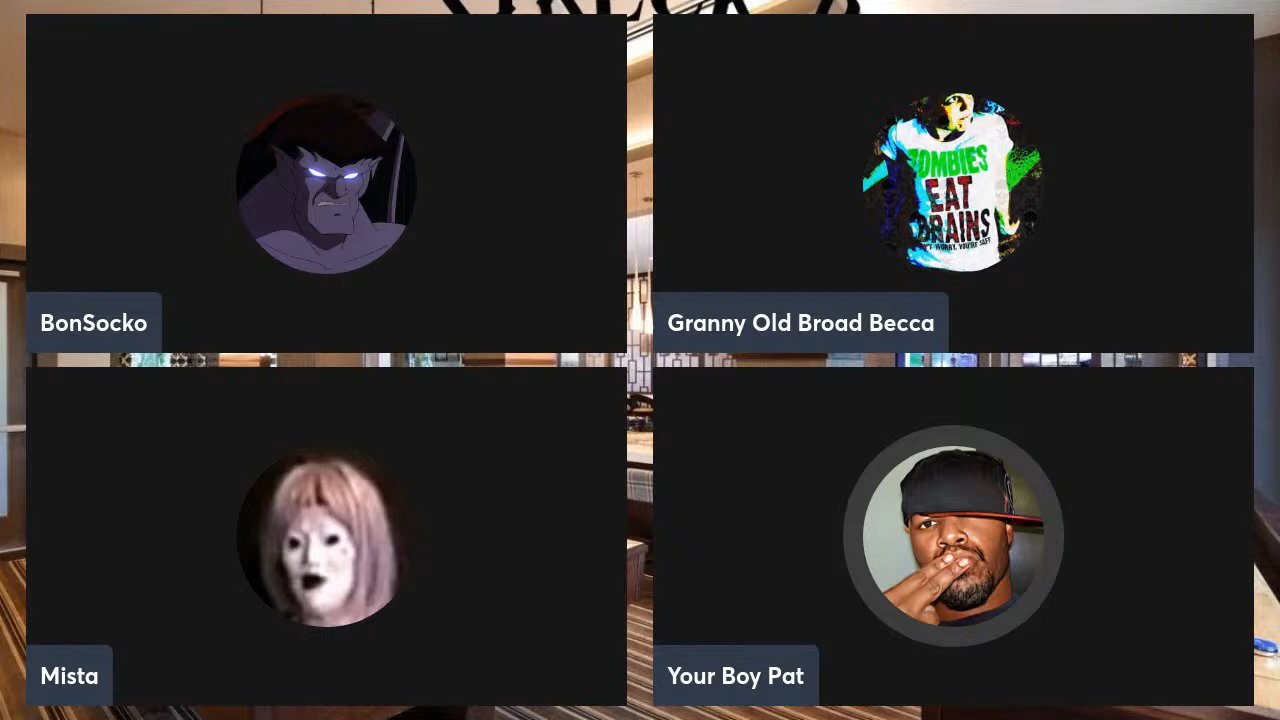 BonSocko
ZOMBIES
EAT
BRAINS
Granny Old Broad Becca
Mista
Your Boy Pat